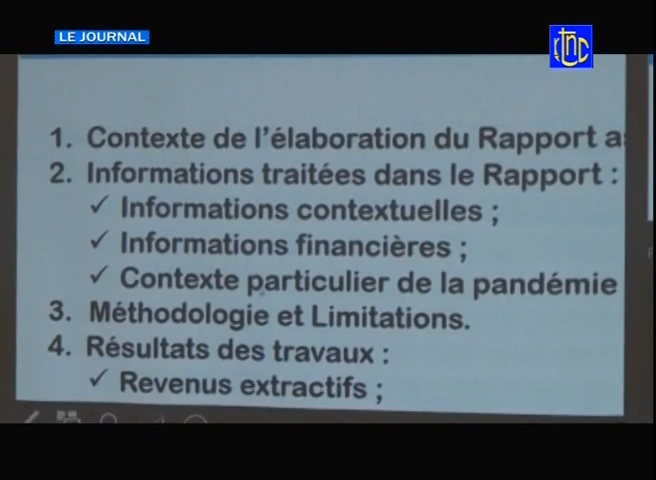 LE JOURNAL
rtnc
1. Contexte de l'élaboration du Rapport a
2. Informations traitées dans le Rapport :
✓ Informations contextuelles ;
✓ Informations financières ;
✓ Contexte particulier de la pandémie
3. Méthodologie et Limitations.
4. Résultats des travaux :
✓ Revenus extractifs ;